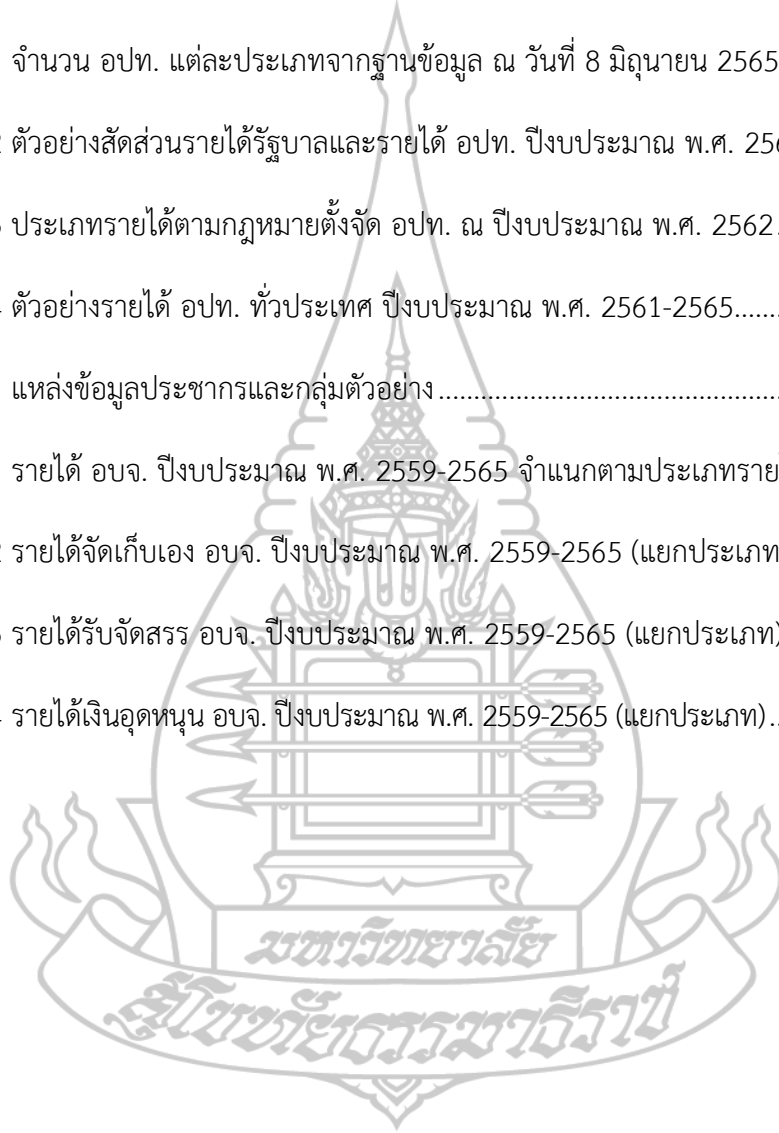 จำนวน อปท. แต่ละประเภทจากฐานข้อมูล ณ วันที่ 8 มิถุนายน 2565
ตัวอย่างสัดส่วนรายได้รัฐบาลและรายได้ อปท. ปีงบประมาณ พ.ศ.
ประเภทรายได้ตามกฎหมายตั้งจัด อปท. ณ ปีงบประมาณ พ.ศ. 2562.
ตัวอย่างรายได้ อปท. ทั่วประเทศ ปีงบประมาณ พ.ศ. 2561-2565.......
แหล่งข้อมูลประชากรและกลุ่มตัวอย่าง............................................
รายได้ อบจ. ปีงบประมาณ พ.ศ. 2559-2565 จำแนกตามประเภท
รายได้จัดเก็บเอง อบจ. ปีงบประมาณ พ.ศ. 2559-2565 (แยกประเภท
รายได้รับจัดสรร อบจ. ปีงบประมาณ พ.ศ. 2559-2565 (แยกประเภท)
รายได้เงินอุดหนุน อบจ. ปีงบประมาณ พ.ศ. 2559-2565 (แยกประเภท)..
มหาวิทยาลัย
สุโขทัยธรรมาธิราช